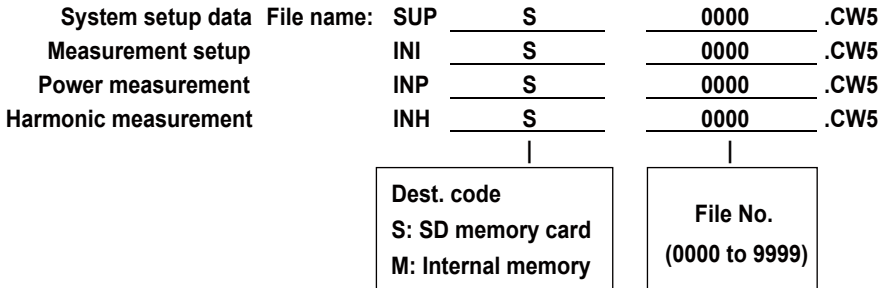 System setup data File name: SUP S 0000 .CW5
Measurement setup INI S 0000 .CW5
Power measurement INP S 0000 .CW5
Harmonic measurement INH S 0000 .CW5
Dest. code
S: SD memory card
M: Internal memory
File No.
(0000 to 9999)